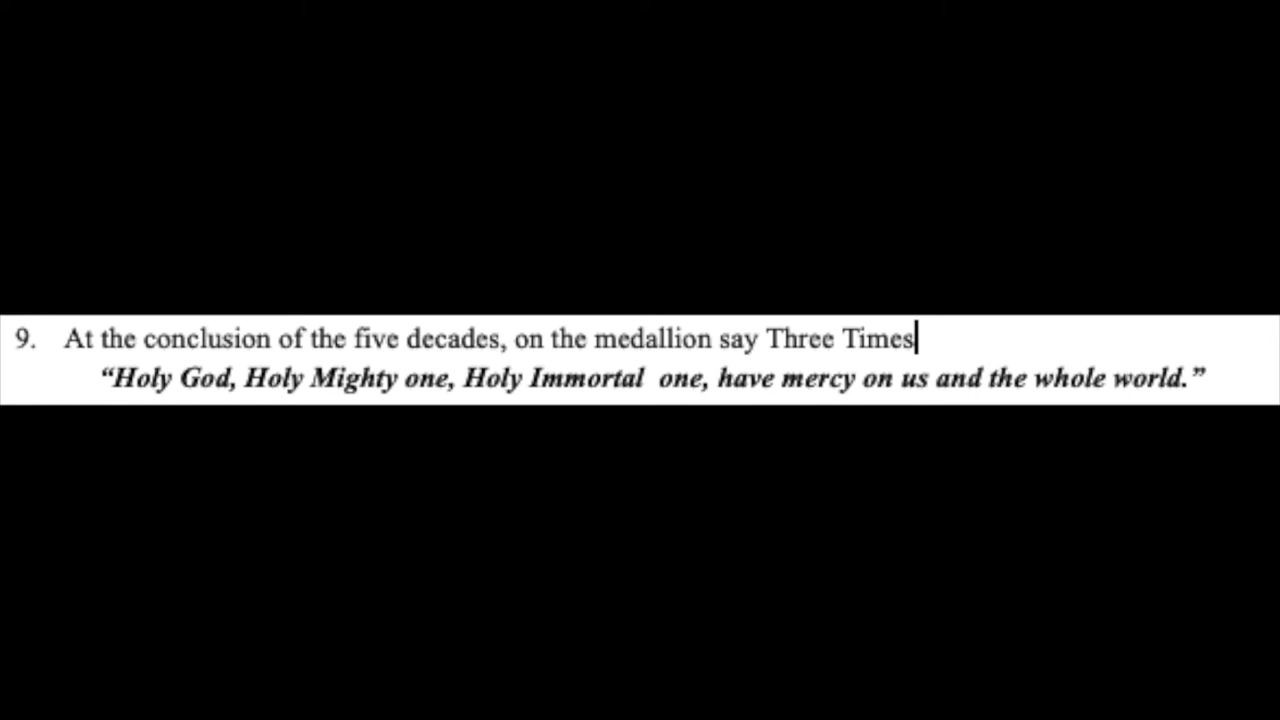 9. At the conclusion of the five decades, on the medallion say Three Times
“Holy God, Holy Mighty one, Holy Immortal  one, have mercy on us and the whole world.”